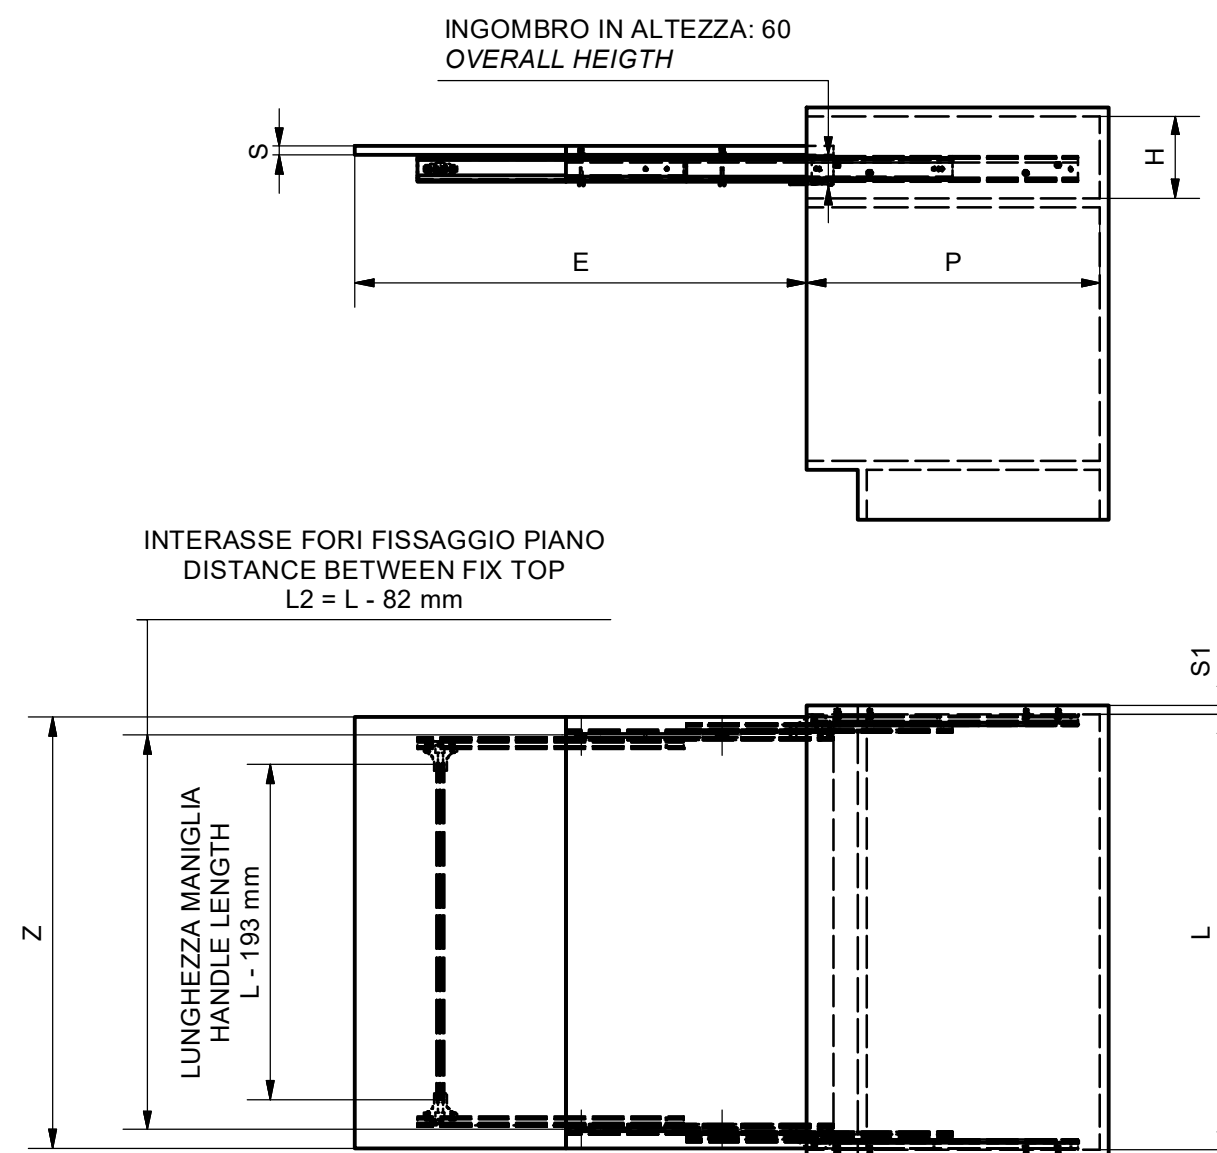 INGOMBRO IN ALTEZZA: 60
OVERALL HEIGTH
S
H
E
P
INTERASSE FORI FISSAGGIO PIANO
DISTANCE BETWEEN FIX TOP
L2 = L - 82 mm
S1
Z
LUNGHEZZA MANIGLIA
HANDLE LENGTH
L - 193 mm
L